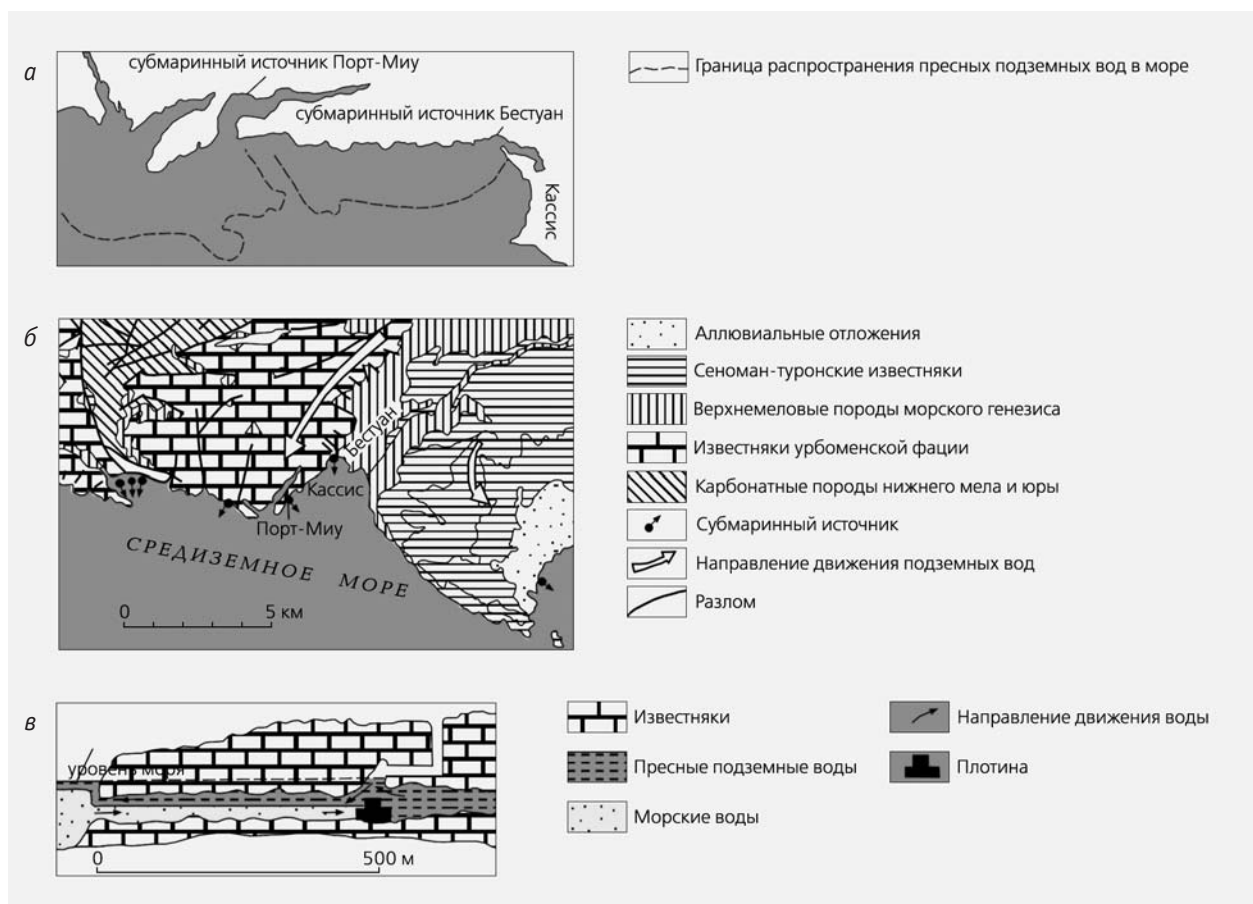 а
субмаринный источник Порт-Миу
субмаринный источник Бестуан
Кассис
Граница распространения пресных подземных вод в море
б
Бестуан
Кассис
Порт-Миу
СРЕДИЗЕМНОЕ МОРЕ
0 5 км
Аллювиальные отложения
Сеноман-туронские известняки
Верхнемеловые породы морского генезиса
Известняки урбоменской фации
Карбонатные породы нижнего мела и юры
Субмаринный источник
Направление движения подземных вод
Разлом
в
уровень моря
0 500 м
Известняки
Пресные подземные воды
Морские воды
Направление движения воды
Плотина